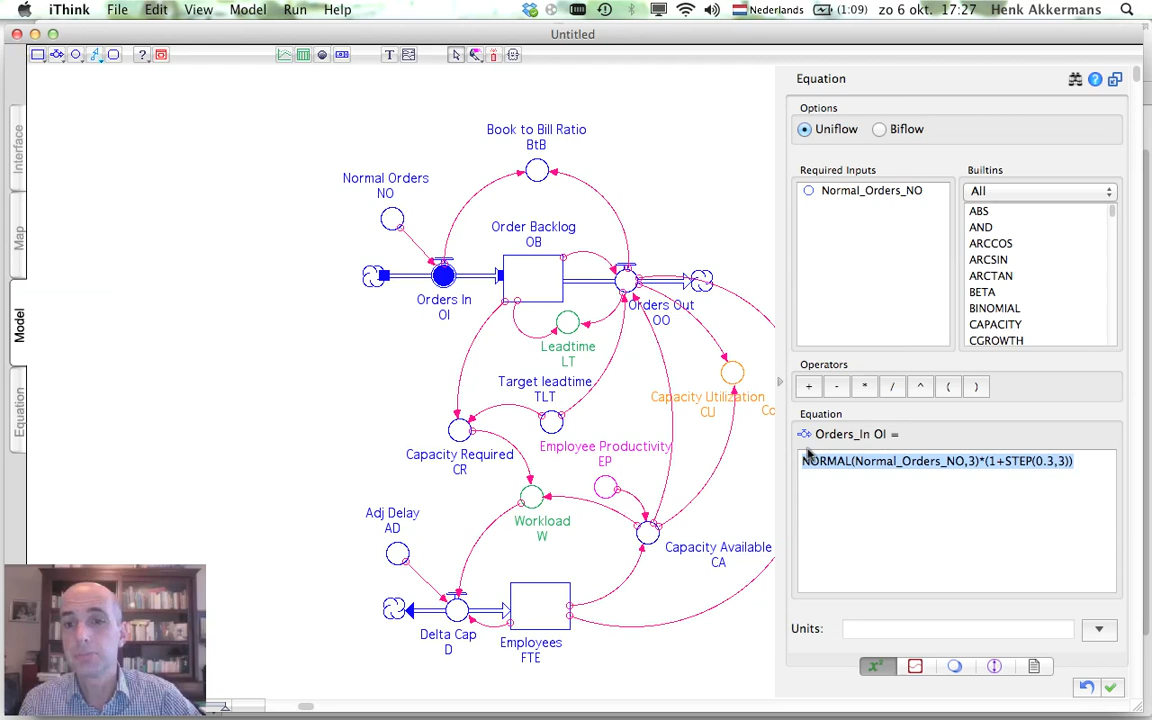 iThink File Edit View Model Run Help Nederlands (1:09) zo 6 okt. 17:27 Henk Akkermans
Untitled
? T
Interface
Map
Model
Equation
Book to Bill Ratio
BtB
Normal Orders
NO
Order Backlog
OB
Orders In
OI
Orders Out
OO
Leadtime
LT
Target leadtime
TLT
Capacity Utilization
CU
Co
Employee Productivity
EP
Capacity Required
CR
Workload
W
Adj Delay
AD
Capacity Available
CA
Delta Cap
D
Employees
FTE
Equation
Options
Uniflow Biflow
Required Inputs
Normal_Orders_NO
Builtins
All
ABS
AND
ARCCOS
ARCSIN
ARCTAN
BETA
BINOMIAL
CAPACITY
CGROWTH
Operators
+ - * / ^ ( )
Equation
Orders_In OI =
NORMAL(Normal_Orders_NO,3)*(1+STEP(0.3,3))
Units:
x²